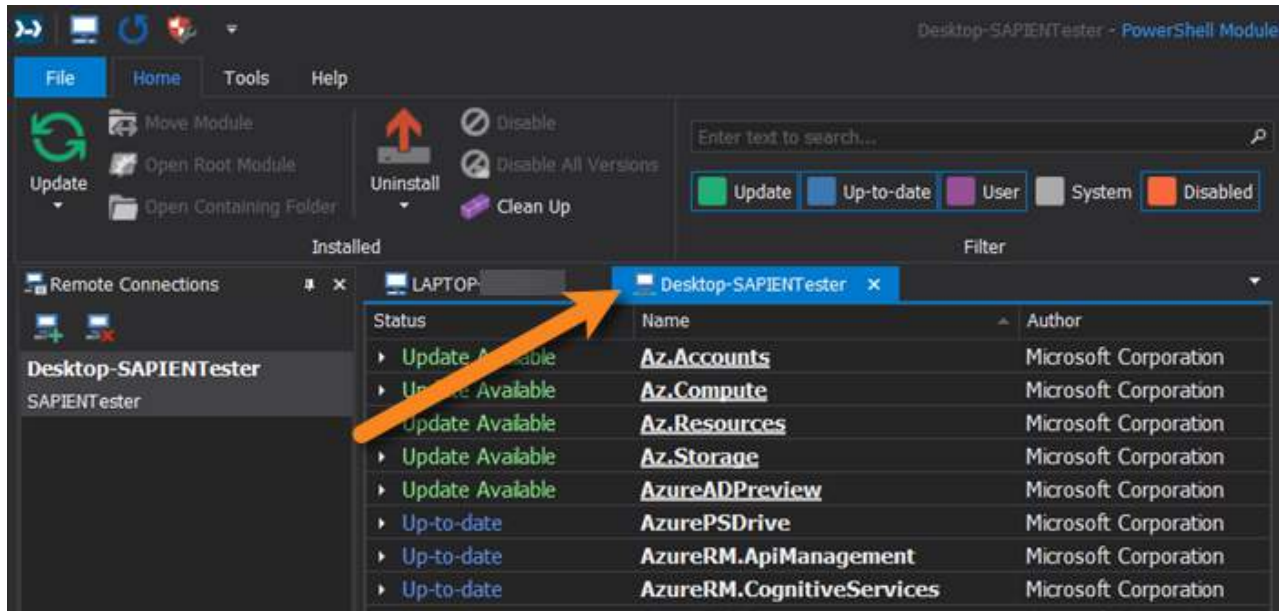 Desktop-SAPIENTester - PowerShell Module
File Home Tools Help
Update
Move Module
Open Root Module
Open Containing Folder
Uninstall
Disable
Disable All Versions
Clean Up
Installed
Enter text to search...
Update Up-to-date User System Disabled
Filter
Remote Connections
Desktop-SAPIENTester
SAPIENTester
LAPTOP- Desktop-SAPIENTester
Status Name Author
Update Available Az.Accounts Microsoft Corporation
Update Available Az.Compute Microsoft Corporation
Update Available Az.Resources Microsoft Corporation
Update Available Az.Storage Microsoft Corporation
Update Available AzureADPreview Microsoft Corporation
Up-to-date AzurePSDrive Microsoft Corporation
Up-to-date AzureRM.ApiManagement Microsoft Corporation
Up-to-date AzureRM.CognitiveServices Microsoft Corporation